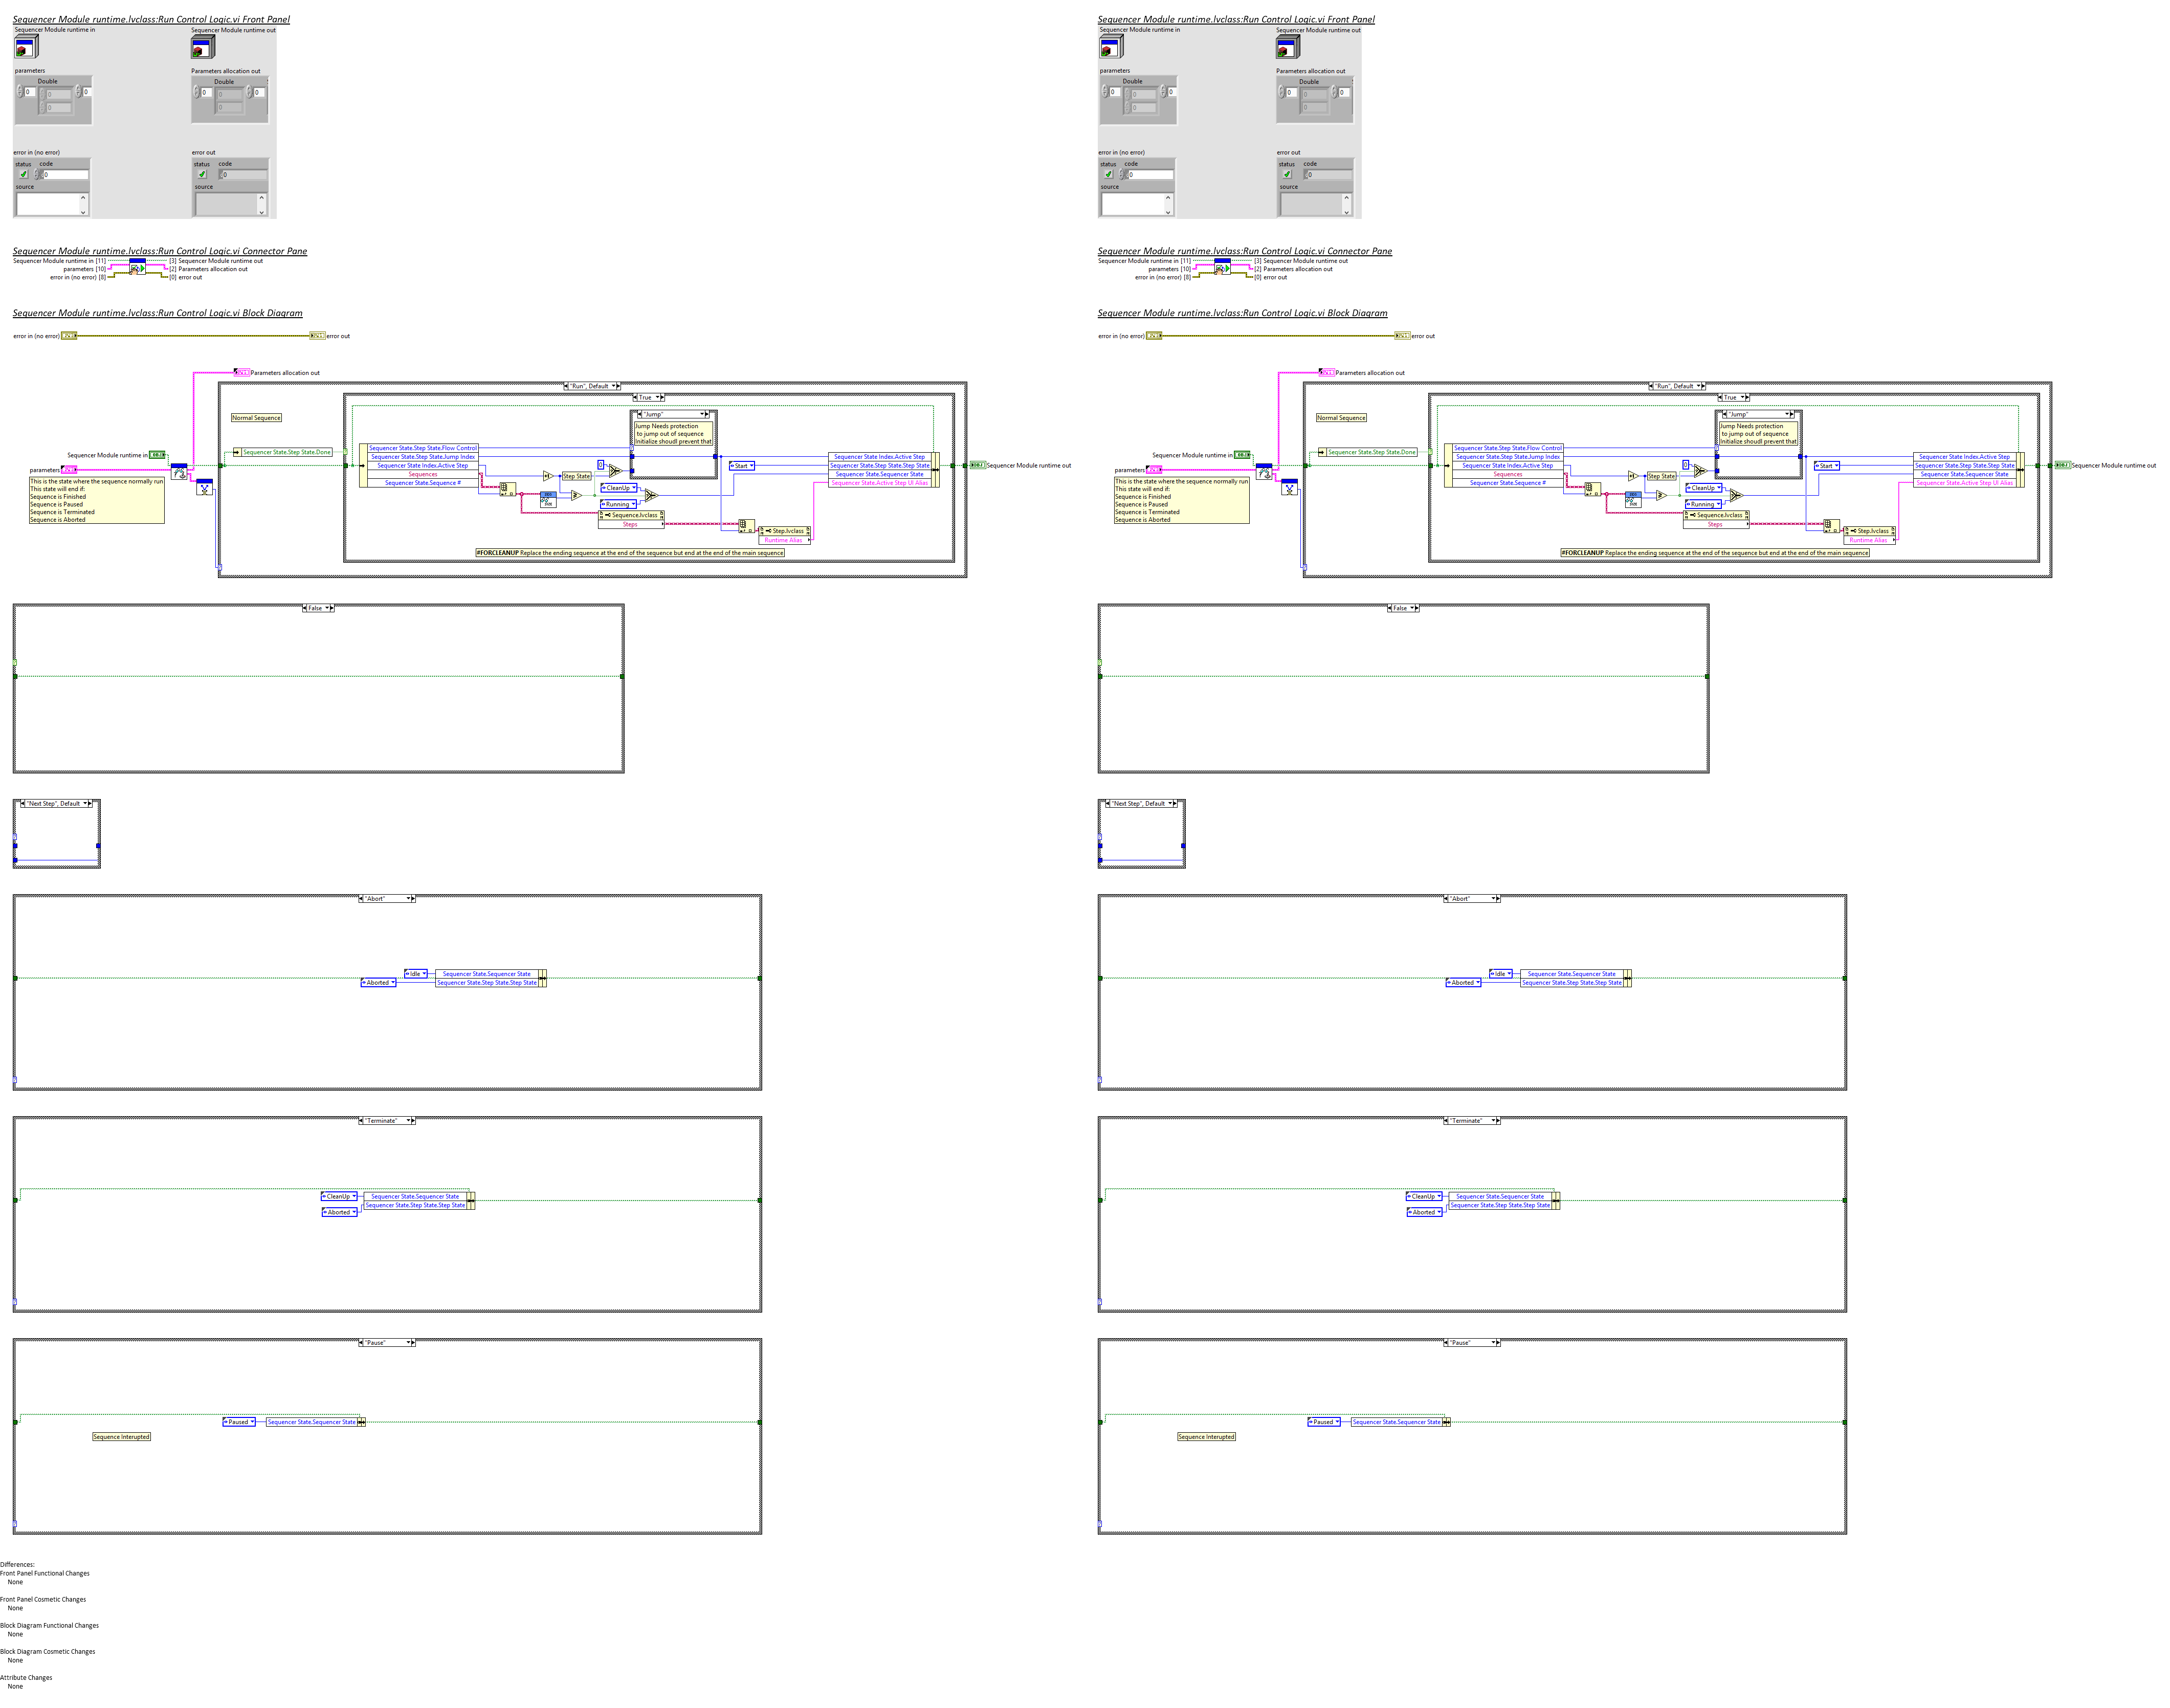 Sequencer Module runtime.lvclass:Run Control Logic.vi Front Panel
Sequencer Module runtime in
Sequencer Module runtime out
parameters
Parameters allocation out
Double
Double
0
0
0
0
0
0
0
0
error in (no error)
error out
status code
status code
0
0
source
source
Sequencer Module runtime.lvclass:Run Control Logic.vi Connector Pane
Sequencer Module runtime in [11]
[3] Sequencer Module runtime out
parameters [10]
[2] Parameters allocation out
error in (no error) [8]
[0] error out
Sequencer Module runtime.lvclass:Run Control Logic.vi Block Diagram
error in (no error)
error out
Parameters allocation out
"Run", Default
True
Normal Sequence
"Jump"
Jump Needs protection
to jump out of sequence
Initialize shoudl prevent that
Sequencer State.Step State.Done
Sequencer State.Step State.Flow Control
Sequencer State.Step State.Jump Index
Sequencer State Index.Active Step
Sequences
Sequencer State.Sequence #
Sequencer Module runtime in
parameters
This is the state where the sequence normally run
This state will end if:
Sequence is Finished
Sequence is Paused
Sequence is Terminated
Sequence is Aborted
0
Step State
CleanUp
Running
Sequence.lvclass
Steps
Start
Step.lvclass
Runtime Alias
Sequencer State Index.Active Step
Sequencer State.Step State.Step State
Sequencer State.Sequencer State
Sequencer State.Active Step UI Alias
Sequencer Module runtime out
#FORCLEANUP Replace the ending sequence at the end of the sequence but end at the end of the main sequence
False
"Next Step", Default
"Abort"
Idle
Sequencer State.Sequencer State
Aborted
Sequencer State.Step State.Step State
"Terminate"
CleanUp
Sequencer State.Sequencer State
Aborted
Sequencer State.Step State.Step State
"Pause"
Paused
Sequencer State.Sequencer State
Sequence Interupted
Sequencer Module runtime.lvclass:Run Control Logic.vi Front Panel
Sequencer Module runtime in
Sequencer Module runtime out
parameters
Parameters allocation out
Double
Double
0
0
0
0
0
0
0
0
error in (no error)
error out
status code
status code
0
0
source
source
Sequencer Module runtime.lvclass:Run Control Logic.vi Connector Pane
Sequencer Module runtime in [11]
[3] Sequencer Module runtime out
parameters [10]
[2] Parameters allocation out
error in (no error) [8]
[0] error out
Sequencer Module runtime.lvclass:Run Control Logic.vi Block Diagram
error in (no error)
error out
Parameters allocation out
"Run", Default
True
Normal Sequence
"Jump"
Jump Needs protection
to jump out of sequence
Initialize shoudl prevent that
Sequencer State.Step State.Done
Sequencer State.Step State.Flow Control
Sequencer State.Step State.Jump Index
Sequencer State Index.Active Step
Sequences
Sequencer State.Sequence #
Sequencer Module runtime in
parameters
This is the state where the sequence normally run
This state will end if:
Sequence is Finished
Sequence is Paused
Sequence is Terminated
Sequence is Aborted
0
Step State
CleanUp
Running
Sequence.lvclass
Steps
Start
Step.lvclass
Runtime Alias
Sequencer State Index.Active Step
Sequencer State.Step State.Step State
Sequencer State.Sequencer State
Sequencer State.Active Step UI Alias
Sequencer Module runtime out
#FORCLEANUP Replace the ending sequence at the end of the sequence but end at the end of the main sequence
False
"Next Step", Default
"Abort"
Idle
Sequencer State.Sequencer State
Aborted
Sequencer State.Step State.Step State
"Terminate"
CleanUp
Sequencer State.Sequencer State
Aborted
Sequencer State.Step State.Step State
"Pause"
Paused
Sequencer State.Sequencer State
Sequence Interupted
Differences:
Front Panel Functional Changes
None
Front Panel Cosmetic Changes
None
Block Diagram Functional Changes
None
Block Diagram Cosmetic Changes
None
Attribute Changes
None